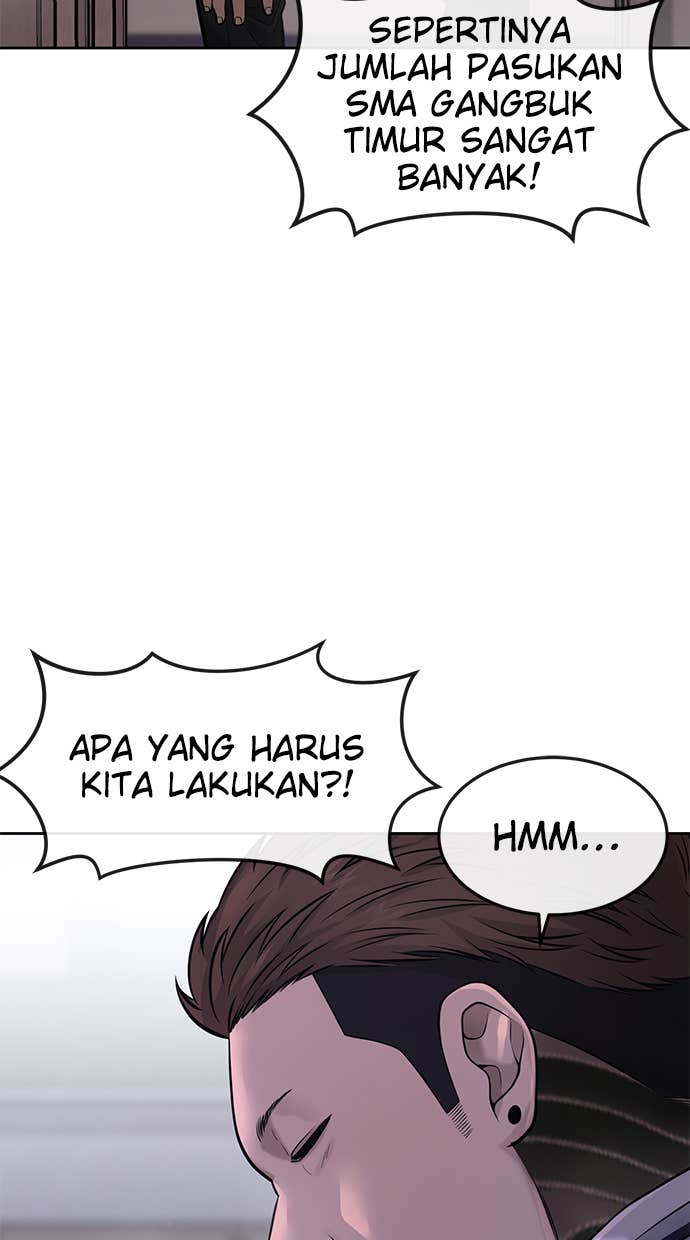 SEPERTINYA
JUMLAH PASUKAN
SMA GANGBUK
TIMUR SANGAT
BANYAK!
APA YANG HARUS
KITA LAKUKAN?!
HMM...